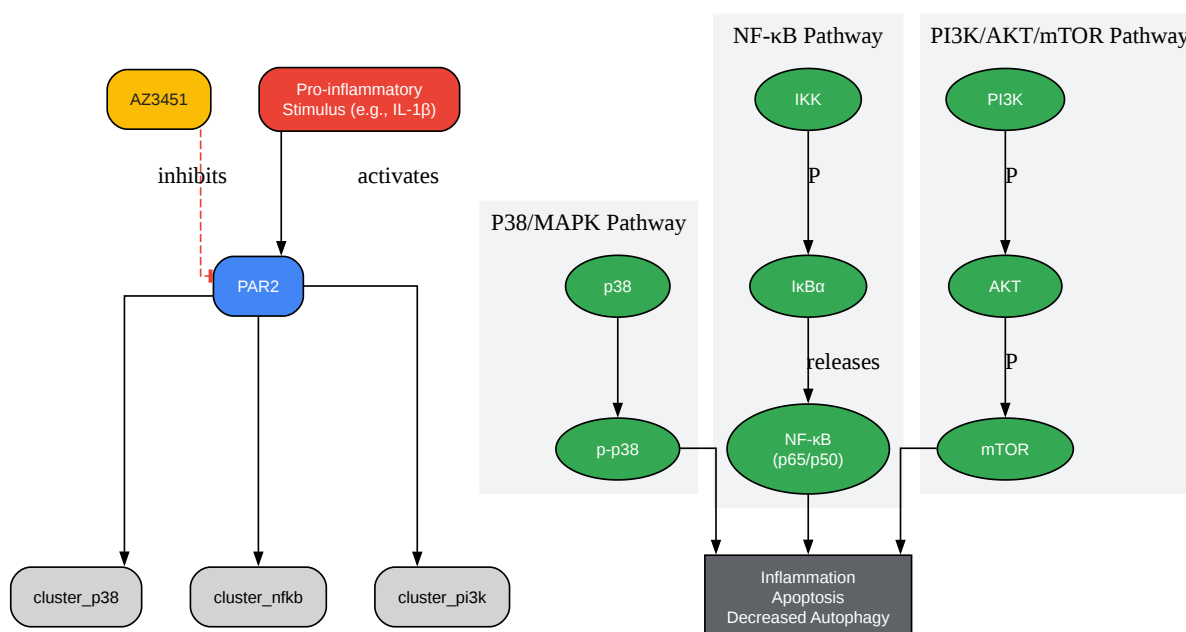 NF-κB Pathway
PI3K/AKT/mTOR Pathway
AZ3451
Pro-inflammatory
Stimulus (e.g., IL-1β)
IKK
PI3K
inhibits
activates
P
P
P38/MAPK Pathway
PAR2
p38
IκBα
AKT
releases
P
p-p38
NF-κB
(p65/p50)
mTOR
cluster_p38
cluster_nfkb
cluster_pi3k
Inflammation
Apoptosis
Decreased Autophagy